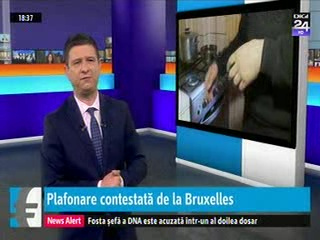 18:37
DIGI
24
HD
Plafonare contestată de la Bruxelles
News Alert Fosta șefă a DNA este acuzată într-un al doilea dosar